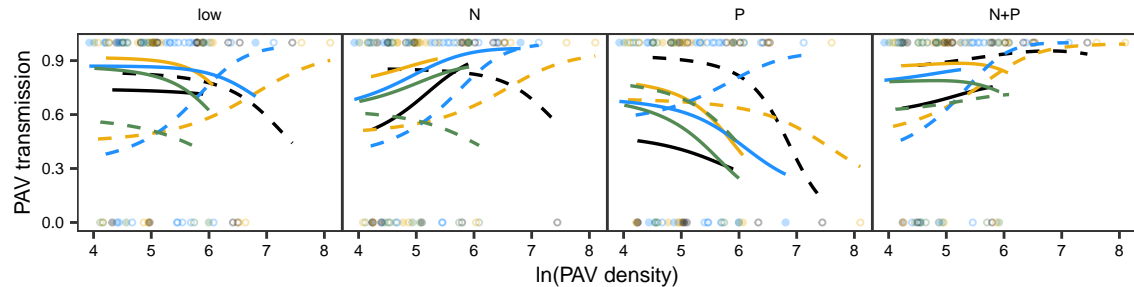 low N P N+P
PAV transmission
0.9
0.6
0.3
0.0
4 5 6 7 8 4 5 6 7 8 4 5 6 7 8 4 5 6 7 8
ln(PAV density)